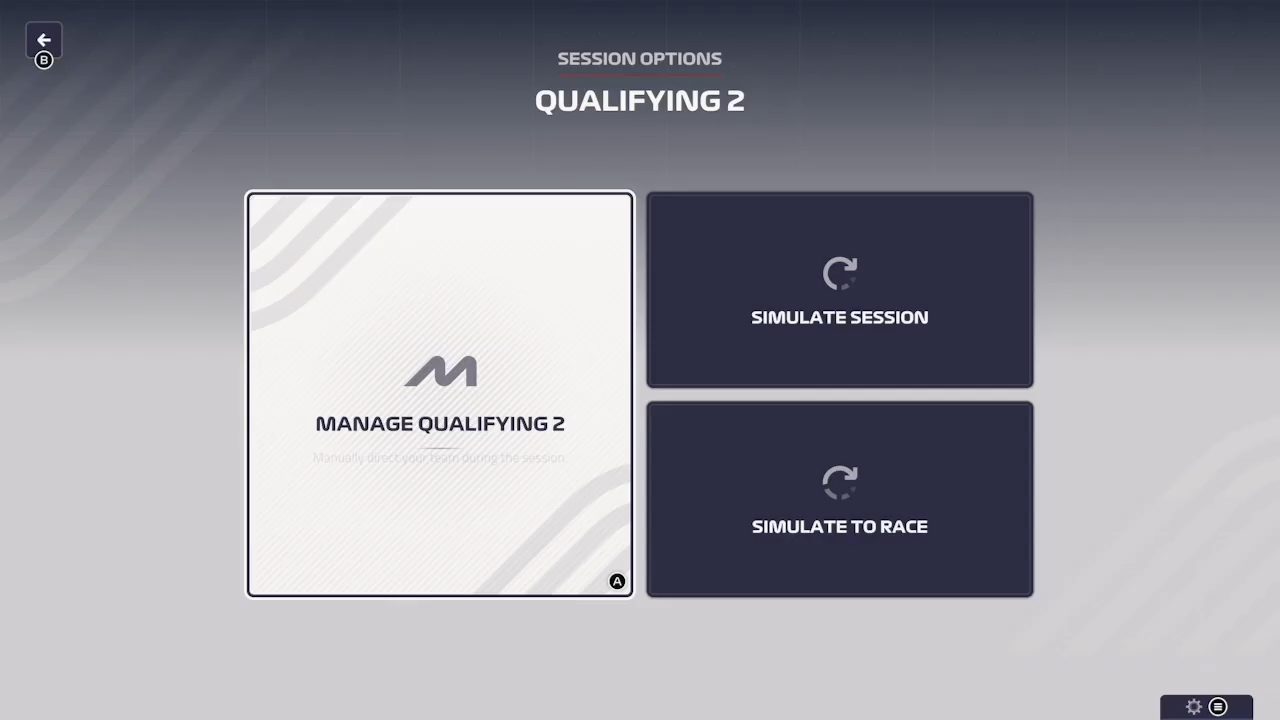 B
SESSION OPTIONS
QUALIFYING 2
MANAGE QUALIFYING 2
Manually direct your team during the session.
A
SIMULATE SESSION
SIMULATE TO RACE